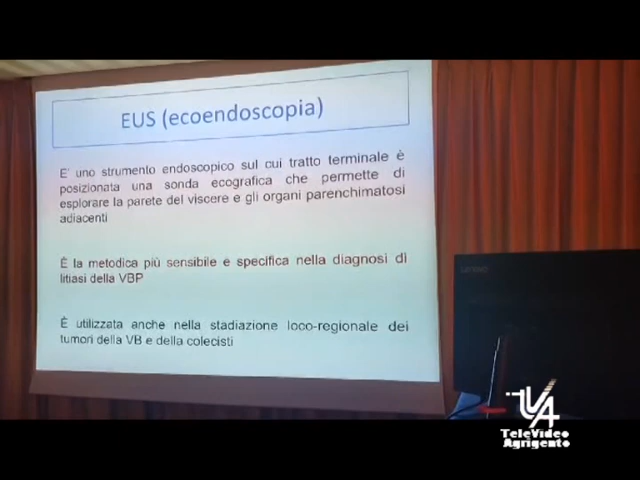 EUS (ecoendoscopia)
E' uno strumento endoscopico sul cui tratto terminale è
posizionata una sonda ecografica che permette di
esplorare la parete del viscere e gli organi parenchimatosi
adiacenti
È la metodica più sensibile e specifica nella diagnosi di
litiasi della VBP
È utilizzata anche nella stadiazione loco-regionale dei
tumori della VB e della colecisti
LENOVO
TeleVideo
Agrigento